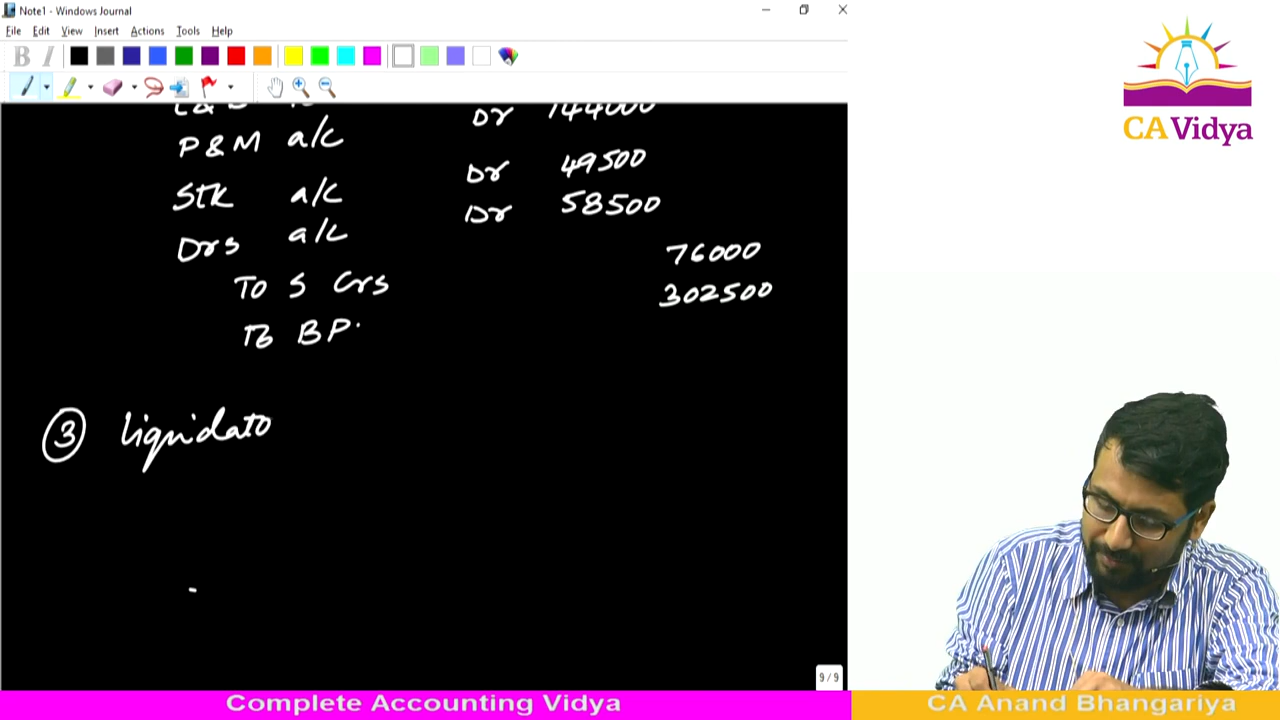 Note1 - Windows Journal
File Edit View Insert Actions Tools Help
B I
Dr 144000
P & M a/c
Dr 49500
Stk a/c Dr 58500
Drs a/c
76000
To S Crs 302500
To BP.
3 Liquidato
9 / 9
CA Vidya
Complete Accounting Vidya
CA Anand Bhangariya